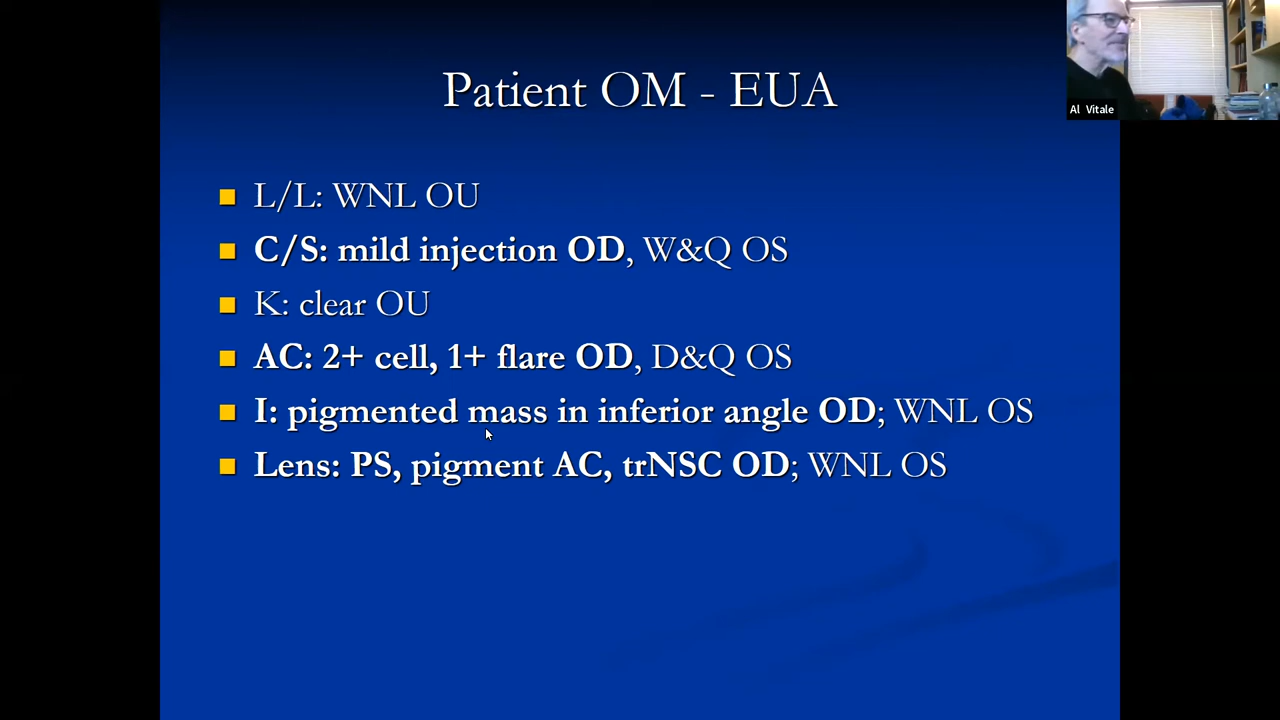 Patient OM - EUA
Al Vitale
L/L: WNL OU
C/S: mild injection OD, W&Q OS
K: clear OU
AC: 2+ cell, 1+ flare OD, D&Q OS
I: pigmented mass in inferior angle OD; WNL OS
Lens: PS, pigment AC, trNSC OD; WNL OS